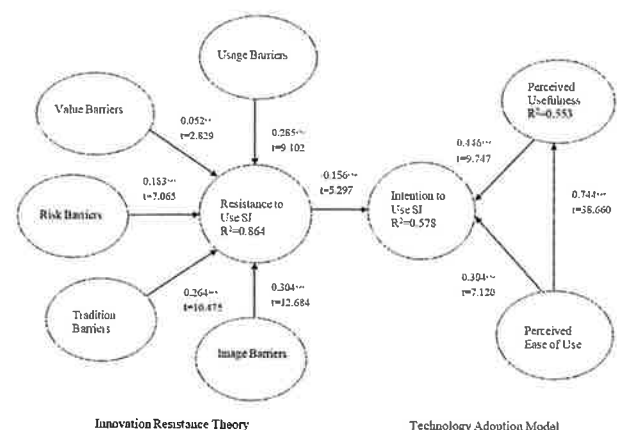 Usage Barriers
Value Barriers
Perceived
Usefulness
R²=0.553
0.052**
t=2.829
0.285***
t=9.102
0.446***
t=9.747
0.183***
t=7.065
0.156***
t=5.297
0.744***
t=38.660
Risk Barriers
Resistance to
Use SI
R²=0.864
Intention to
Use SI
R²=0.578
0.264***
t=10.475
0.304***
t=12.684
0.304***
t=7.120
Tradition
Barriers
Image Barriers
Perceived
Ease of Use
Innovation Resistance Theory
Technology Adoption Model